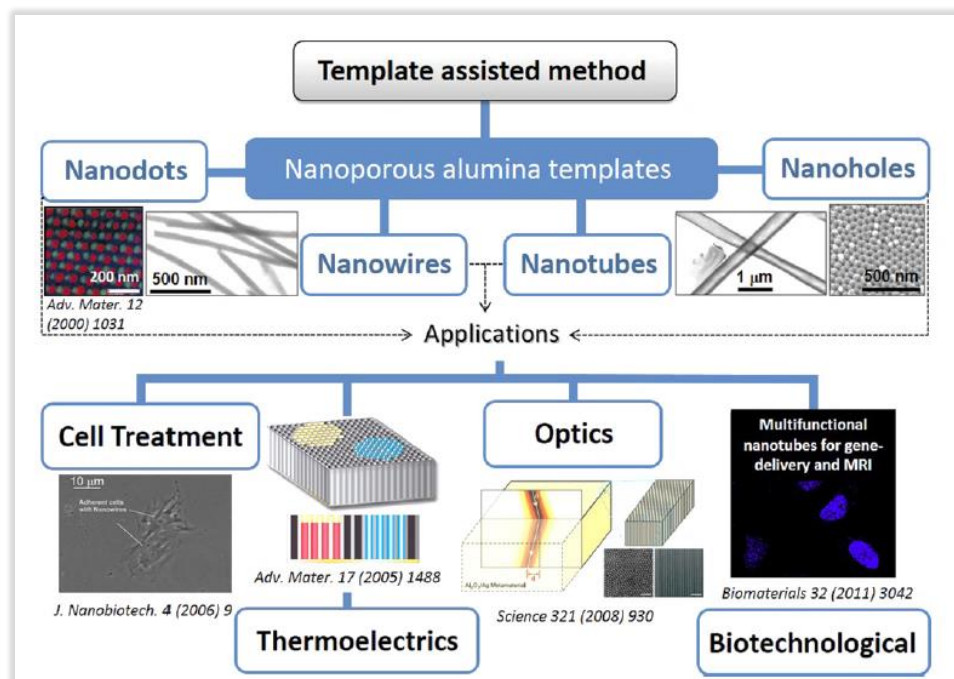 Template assisted method
Nanodots
Nanoporous alumina templates
Nanoholes
200 nm
500 nm
Nanowires
Nanotubes
1 μm
500 nm
Adv. Mater. 12
(2000) 1031
Applications
Cell Treatment
Optics
Multifunctional
nanotubes for gene-
delivery and MRI
10 μm
Adherent cells
with Nanowires
d
Al₂O₃/Ag Metamaterial
Adv. Mater. 17 (2005) 1488
J. Nanobiotech. 4 (2006) 9
Science 321 (2008) 930
Biomaterials 32 (2011) 3042
Thermoelectrics
Biotechnological